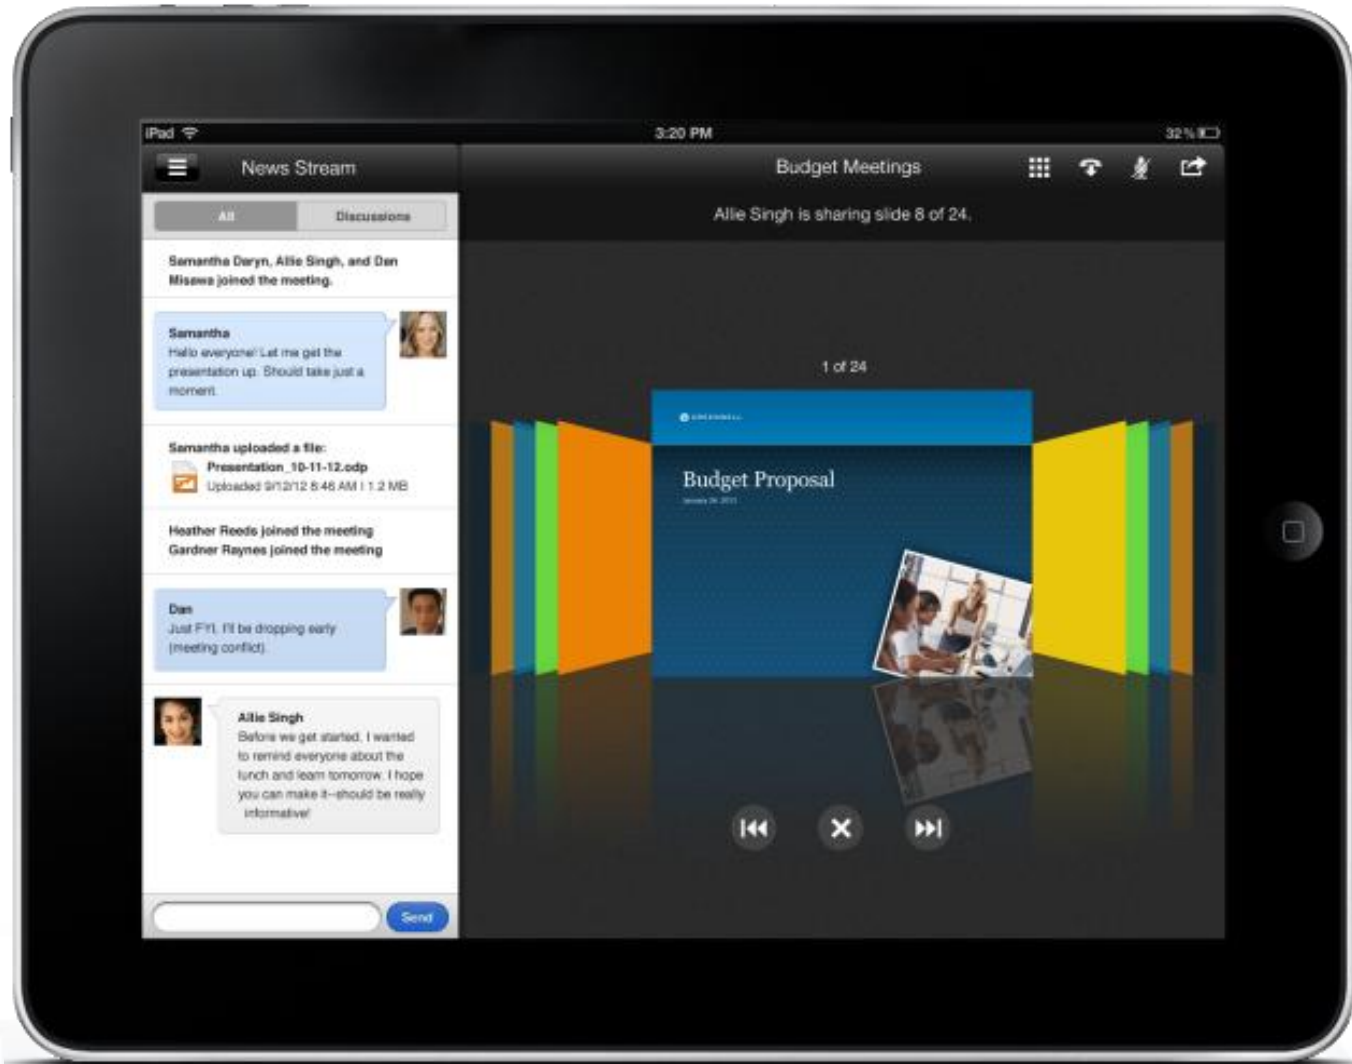 iPad
3:20 PM
32%
News Stream
Budget Meetings
All
Discussions
Allie Singh is sharing slide 8 of 24.
Samantha Daryn, Allie Singh, and Dan
Misawa joined the meeting.
Samantha
Hallo everyone! Let me get the
presentation up. Should take just a
moment.
Samantha uploaded a file:
Presentation_10-11-12.odp
Uploaded 9/12/12 8:46 AM | 1.2 MB
Heather Reeds joined the meeting
Gardner Raynes joined the meeting
Dan
Just FYI, I'll be dropping early
(meeting conflict).
Allie Singh
Before we get started, I wanted
to remind everyone about the
lunch and learn tomorrow. I hope
you can make it--should be really
informative!
Send
1 of 24
Budget Proposal